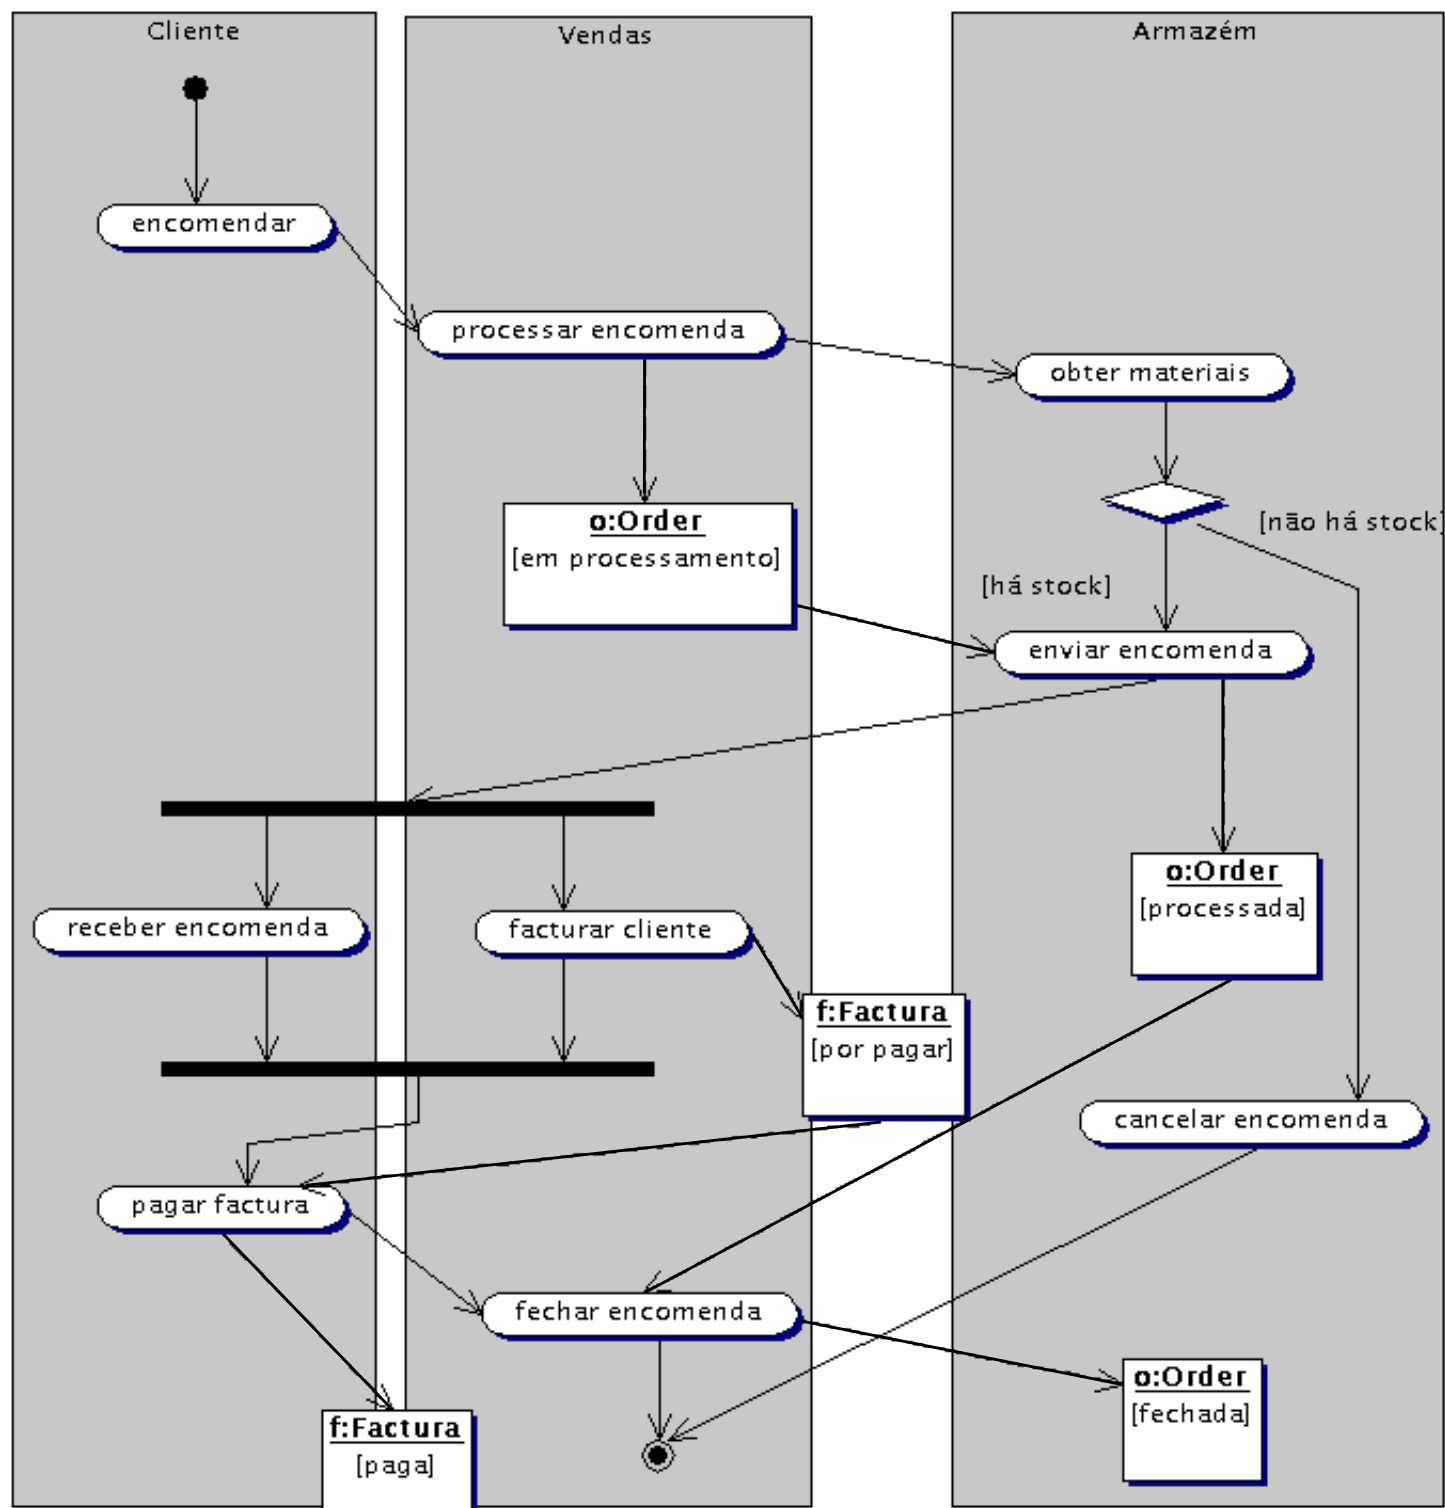 Cliente
Vendas
Armazém
encomendar
processar encomenda
obter materiais
o:Order
[em processamento]
[não há stock]
[há stock]
enviar encomenda
o:Order
[processada]
receber encomenda
facturar cliente
f:Factura
[por pagar]
cancelar encomenda
pagar factura
fechar encomenda
o:Order
[fechada]
f:Factura
[paga]